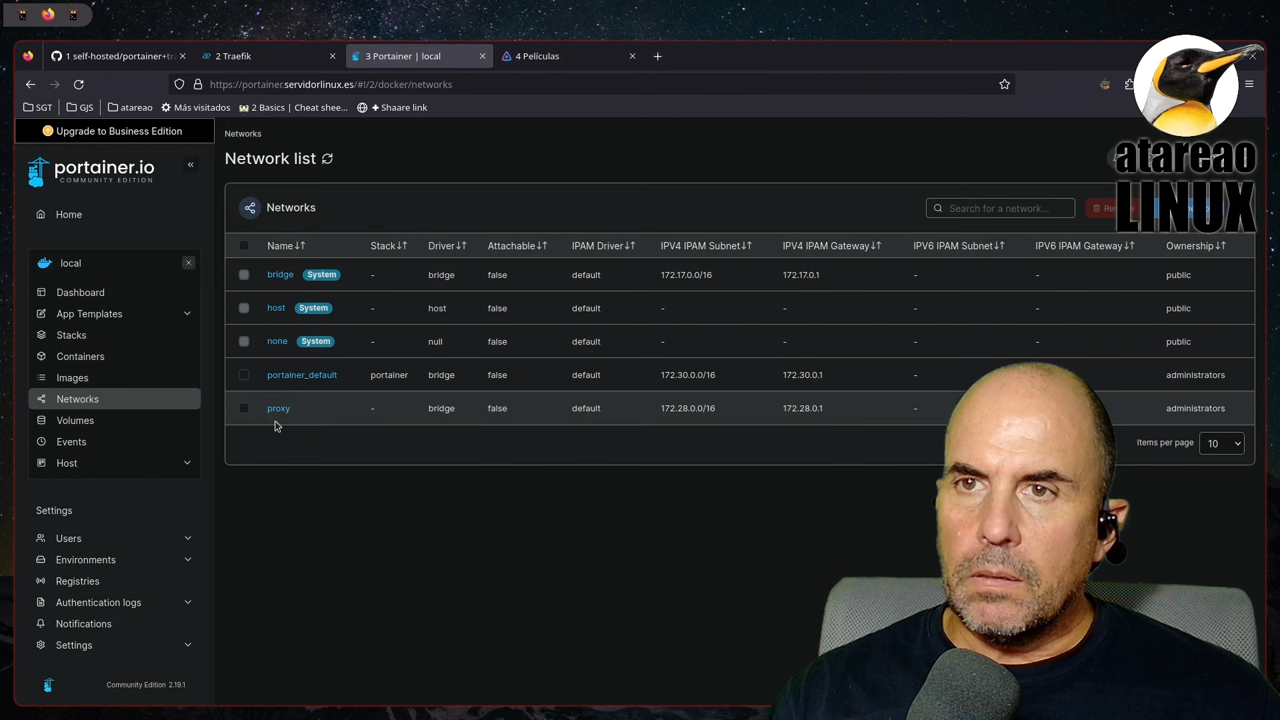 1 self-hosted/portainer+tr
2 Traefik
3 Portainer | local
4 Películas
https://portainer.servidorlinux.es/#!/2/docker/networks
SGT
GJS
atareao
Más visitados
2 Basics | Cheat shee...
Shaare link
atareao
LINUX
Upgrade to Business Edition
portainer.io
COMMUNITY EDITION
Home
local
Dashboard
App Templates
Stacks
Containers
Images
Networks
Volumes
Events
Host
Settings
Users
Environments
Registries
Authentication logs
Notifications
Settings
Community Edition 2.19.1
Networks
Network list
Networks
Search for a network...
Name Stack Driver Attachable IPAM Driver IPV4 IPAM Subnet IPV4 IPAM Gateway IPV6 IPAM Subnet IPV6 IPAM Gateway Ownership
bridge System - bridge false default 172.17.0.0/16 172.17.0.1 - - public
host System - host false default - - - - public
none System - null false default - - - - public
portainer_default portainer bridge false default 172.30.0.0/16 172.30.0.1 - - administrators
proxy - bridge false default 172.28.0.0/16 172.28.0.1 - - administrators
Items per page 10